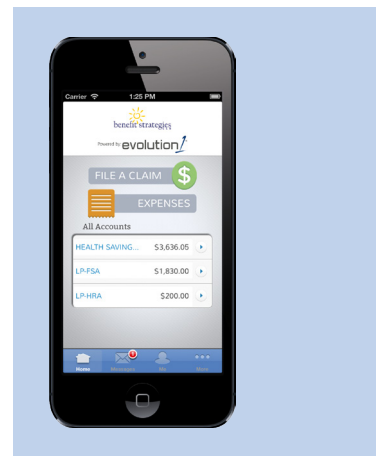 Carrier 1:25 PM
benefit strategies
Powered by evolution1
FILE A CLAIM $
EXPENSES
All Accounts
HEALTH SAVING... $3,636.05
LP-FSA $1,830.00
LP-HRA $200.00
Home Messages Me More